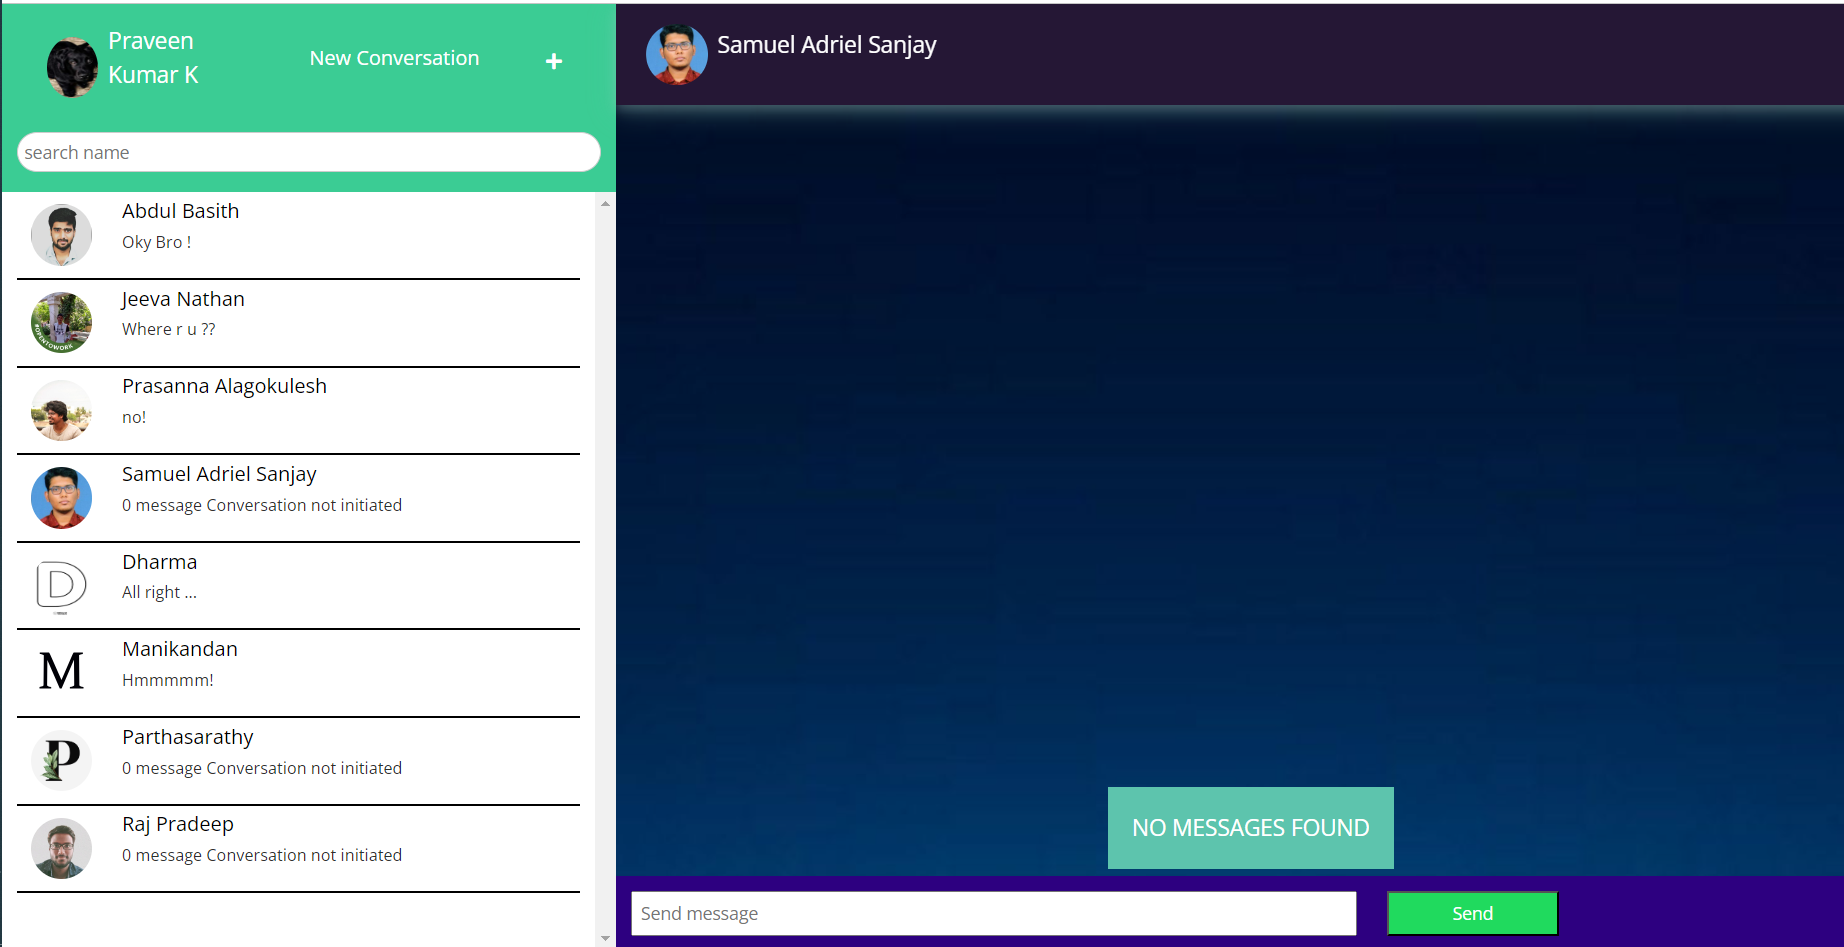 Praveen
Kumar K
New Conversation
+
search name
Abdul Basith
Oky Bro !
Jeeva Nathan
Where r u ??
#OPENTOWORK
Prasanna Alagokulesh
no!
Samuel Adriel Sanjay
0 message Conversation not initiated
D
Dharma
All right ...
M
Manikandan
Hmmmmm!
P
Parthasarathy
0 message Conversation not initiated
Raj Pradeep
0 message Conversation not initiated
Samuel Adriel Sanjay
NO MESSAGES FOUND
Send message
Send